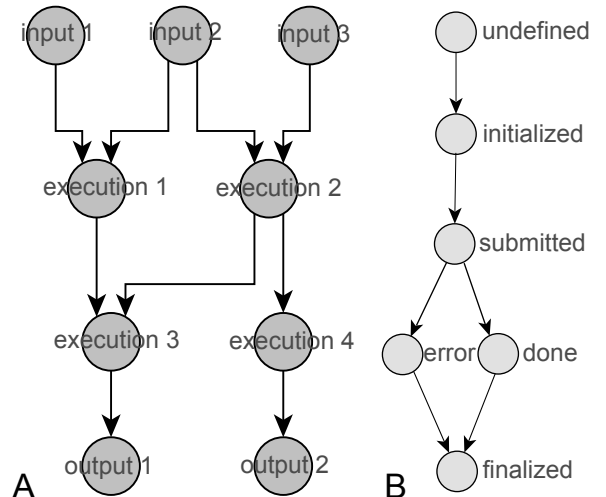 input 1
input 2
input 3
execution 1
execution 2
execution 3
execution 4
output 1
output 2
A
undefined
initialized
submitted
error
done
finalized
B